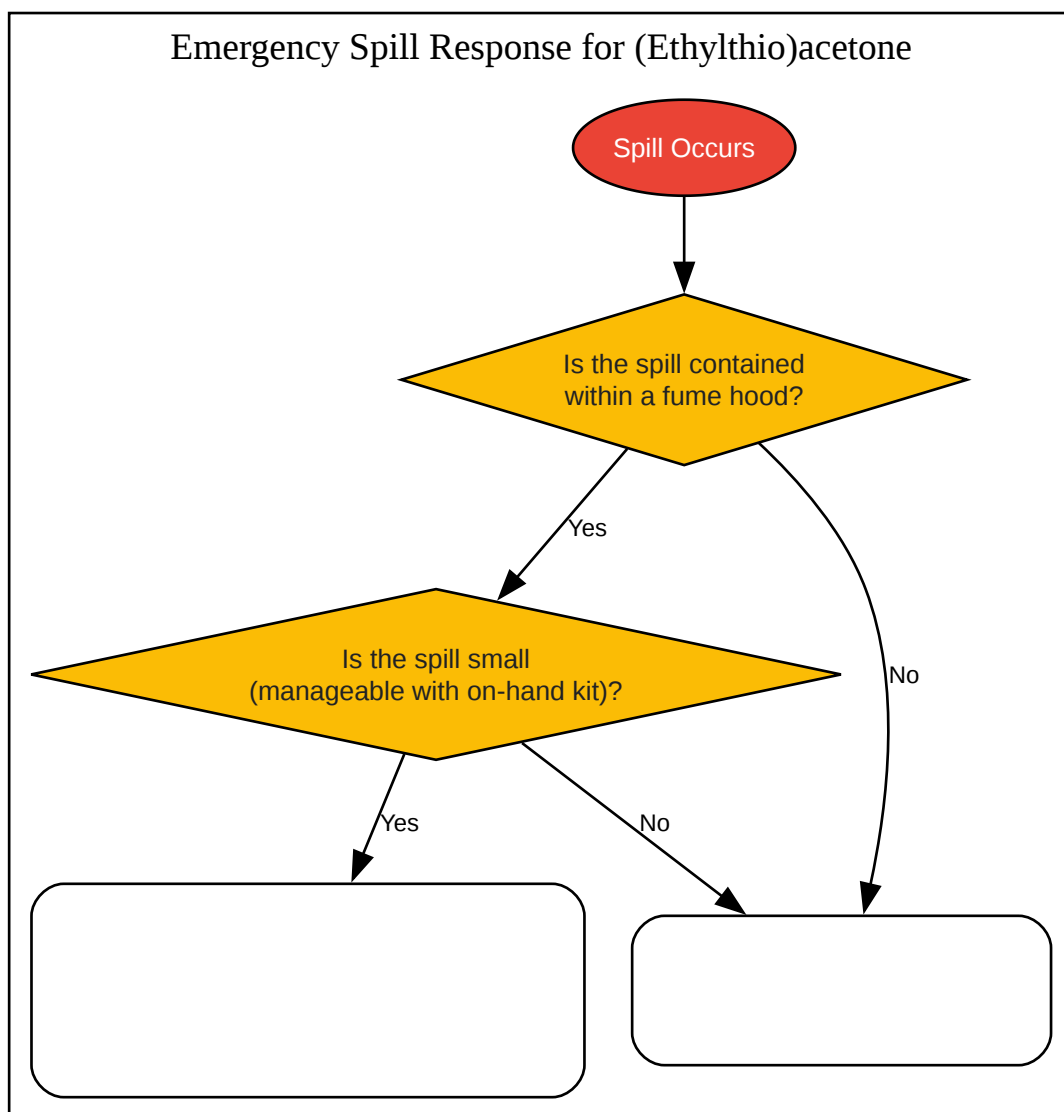 Emergency Spill Response for (Ethylthio)acetone
Spill Occurs
Is the spill contained
within a fume hood?
Yes
No
Is the spill small
(manageable with on-hand kit)?
Yes
No